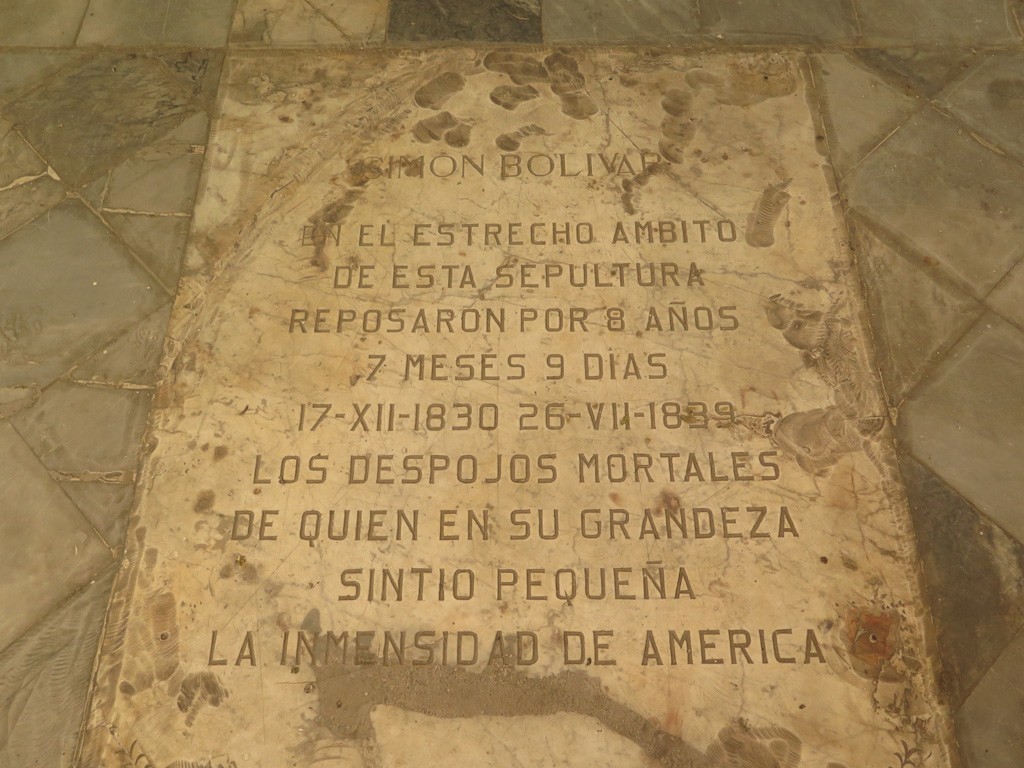 SIMON BOLIVAR
EN EL ESTRECHO AMBITO
DE ESTA SEPULTURA
REPOSARON POR 8 AÑOS
7 MESES 9 DIAS
17-XII-1830 26-VII-1839
LOS DESPOJOS MORTALES
DE QUIEN EN SU GRANDEZA
SINTIO PEQUEÑA
LA INMENSIDAD DE AMERICA